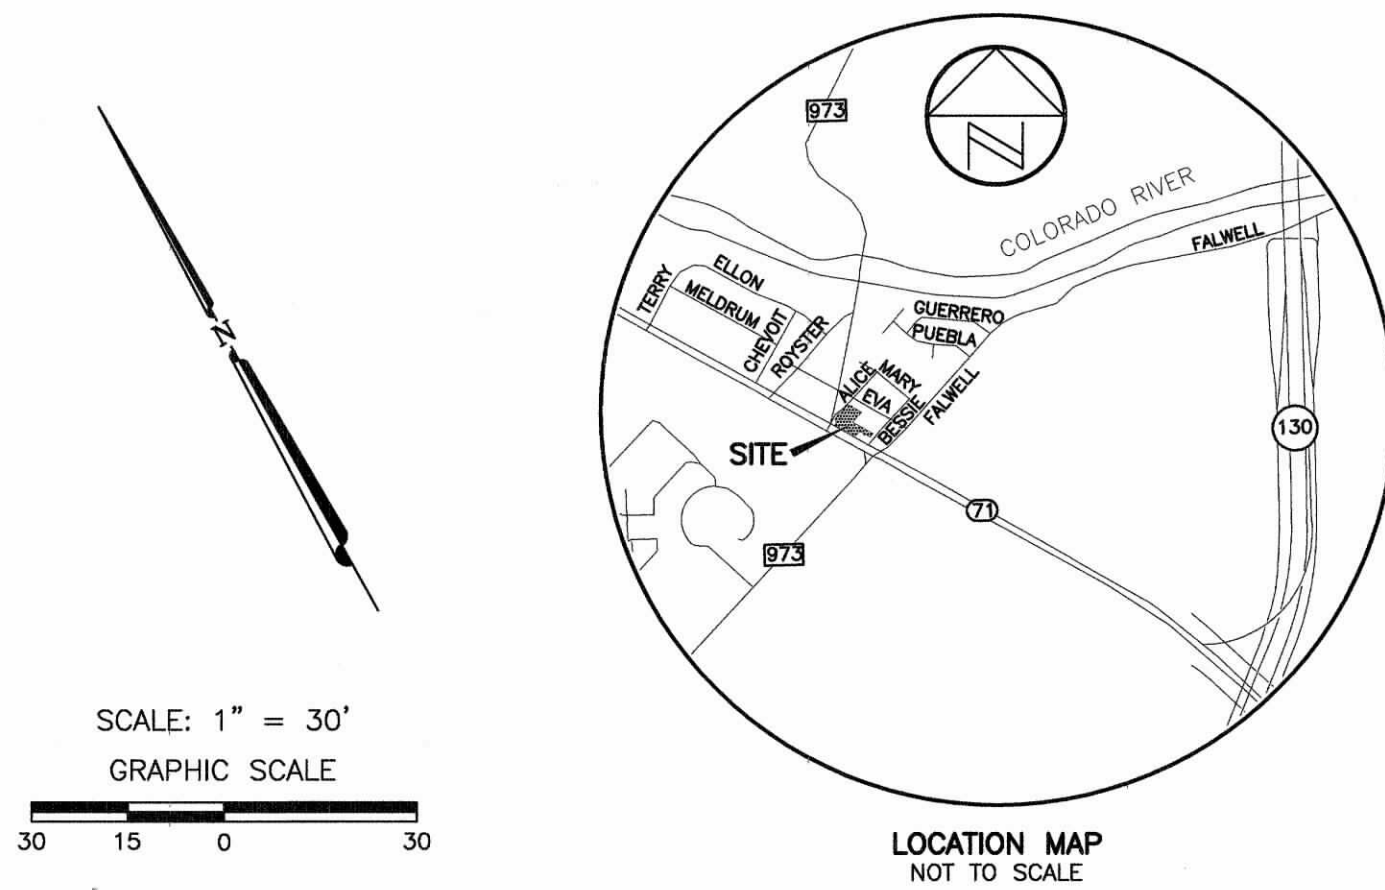 N
SCALE: 1" = 30'
GRAPHIC SCALE
30 15 0 30
973
N
COLORADO RIVER
FALWELL
TERRY
ELLON
MELDRUM
CHEVOIT
ROYSTER
GUERRERO
PUEBLA
ALICE
MARY
EVA
BESSIE
FALWELL
SITE
130
71
973
LOCATION MAP
NOT TO SCALE